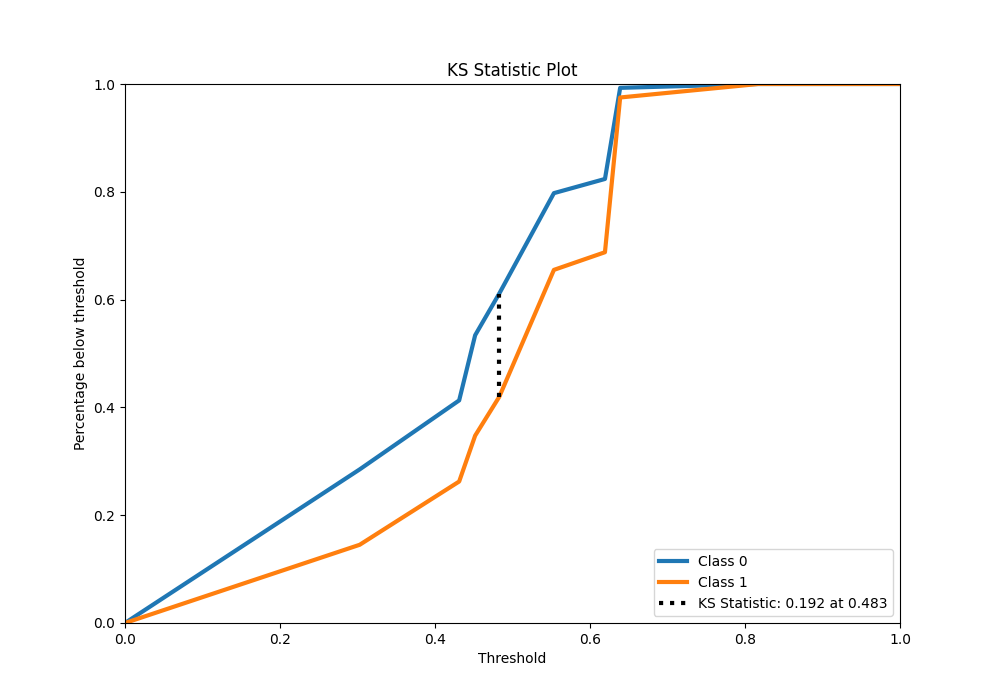 KS Statistic Plot
1.0
0.8
0.6
0.4
0.2
0.0
Percentage below threshold
0.0 0.2 0.4 0.6 0.8 1.0
Threshold
Class 0
Class 1
KS Statistic: 0.192 at 0.483